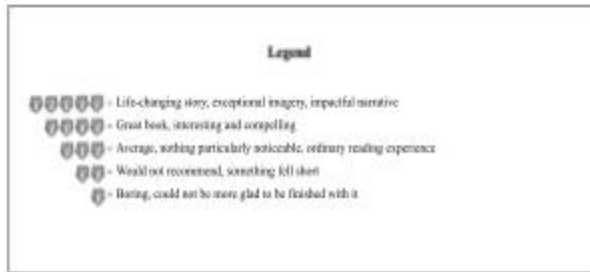 Legend
- Life-changing story, exceptional imagery, impactful narrative
- Great book, interesting and compelling
- Average, nothing particularly noticeable, ordinary reading experience
- Would not recommend, something fell short
- Boring, could not be more glad to be finished with it